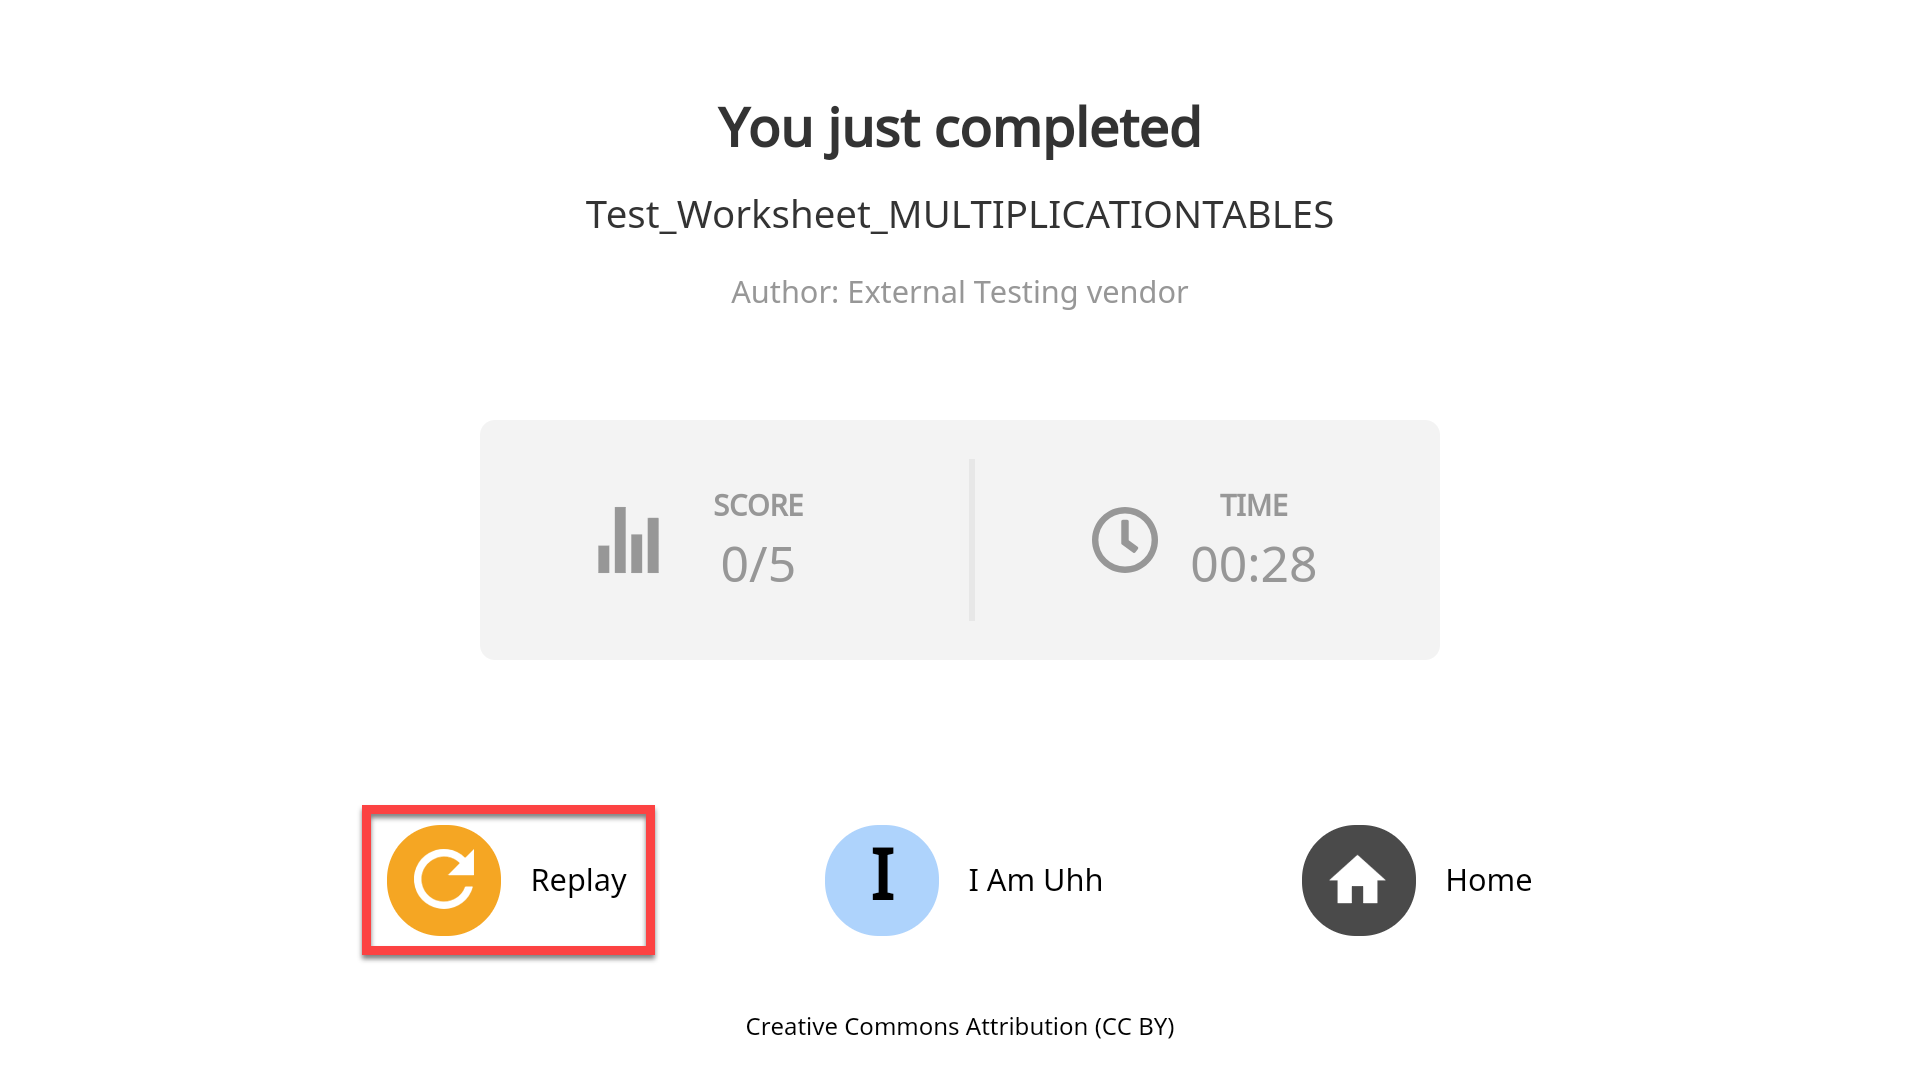 You just completed
Test_Worksheet_MULTIPLICATIONTABLES
Author: External Testing vendor
SCORE
0/5
TIME
00:28
Replay
I
I Am Uhh
Home
Creative Commons Attribution (CC BY)